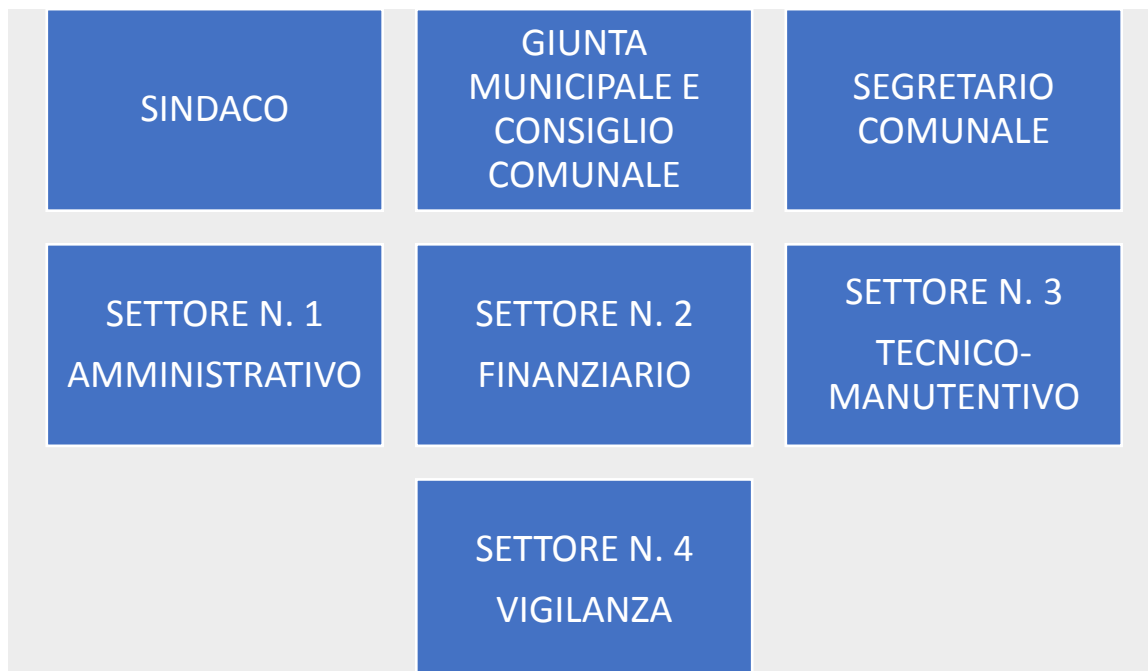 SINDACO
GIUNTA
MUNICIPALE E
CONSIGLIO
COMUNALE
SEGRETARIO
COMUNALE
SETTORE N. 1
AMMINISTRATIVO
SETTORE N. 2
FINANZIARIO
SETTORE N. 3
TECNICO-
MANUTENTIVO
SETTORE N. 4
VIGILANZA